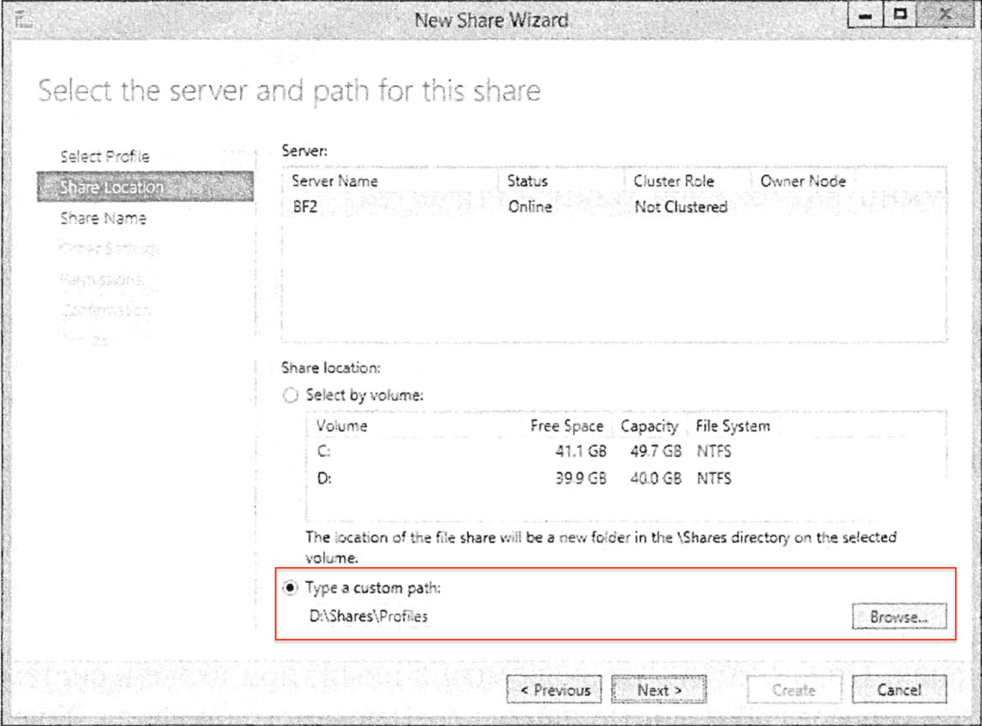 New Share Wizard
Select the server and path for this share
Select Profile
Share Location
Share Name
Other Settings
Permissions
Confirmation
Server:
Server Name Status Cluster Role Owner Node
BF2 Online Not Clustered
Share location:
Select by volume:
Volume Free Space Capacity File System
C: 41.1 GB 49.7 GB NTFS
D: 39.9 GB 40.0 GB NTFS
The location of the file share will be a new folder in the \Shares directory on the selected
volume.
Type a custom path:
D:\Shares\Profiles
Browse...
< Previous
Next >
Create
Cancel